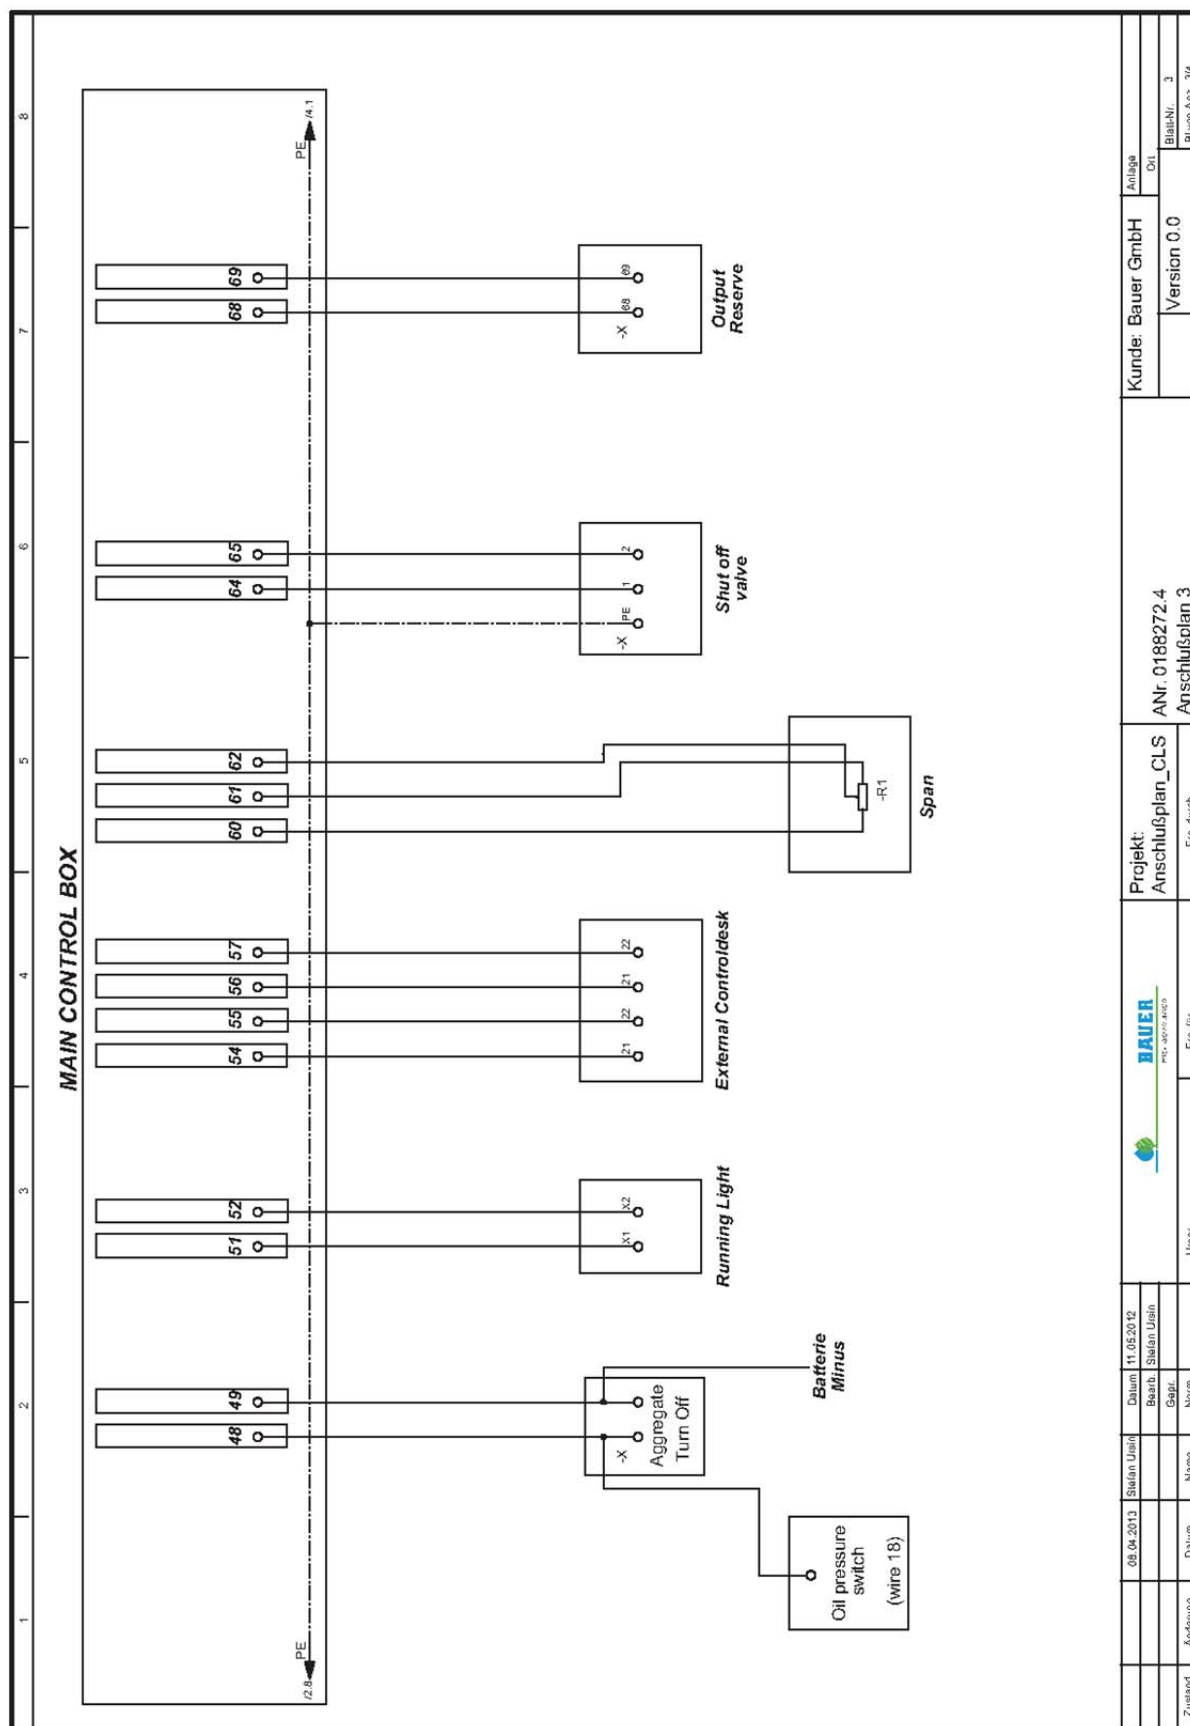 1 2 3 4 5 6 7 8
MAIN CONTROL BOX
48 49 51 52 54 55 56 57 60 61 62 64 65 68 69
/2.8 PE
PE /4.1
-X
Aggregate
Turn Off
Oil pressure
switch
(wire 18)
Batterie
Minus
X1 X2
Running Light
21 22 21 22
External Controldesk
-R1
Span
-X PE 1 2
Shut off
valve
-X 68 69
Output
Reserve
08.04.2013 Stefan Ursin Datum 11.05.2012
Bearb. Stefan Ursin
Gepr.
Zustand Änderung Datum Name Norm
BAUER
Projekt:
Anschlußplan_CLS
ANr. 0188272.4
Anschlußplan 3
Kunde: Bauer GmbH
Version 0.0
Anlage
Ort
Blatt-Nr. 3